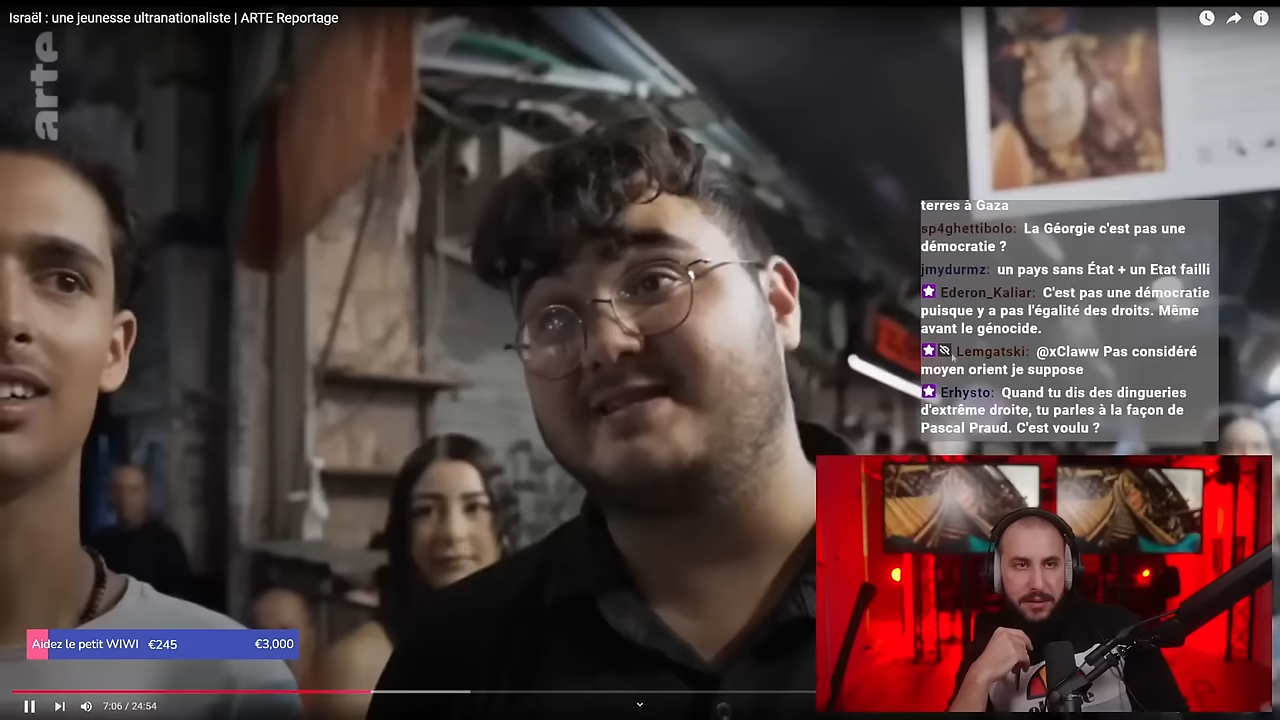 Israël : une jeunesse ultranationaliste | ARTE Reportage
arte
terres à Gaza
sp4ghettibolo: La Géorgie c'est pas une
démocratie ?
jmydurmz: un pays sans État + un Etat failli
Ederon_Kaliar: C'est pas une démocratie
puisque y a pas l'égalité des droits. Même
avant le génocide.
Lemgatski: @xClaww Pas considéré
moyen orient je suppose
Erhysto: Quand tu dis des dingueries
d'extrême droite, tu parles à la façon de
Pascal Praud. C'est voulu ?
Aidez le petit WIWI €245 €3,000
7:06 / 24:54